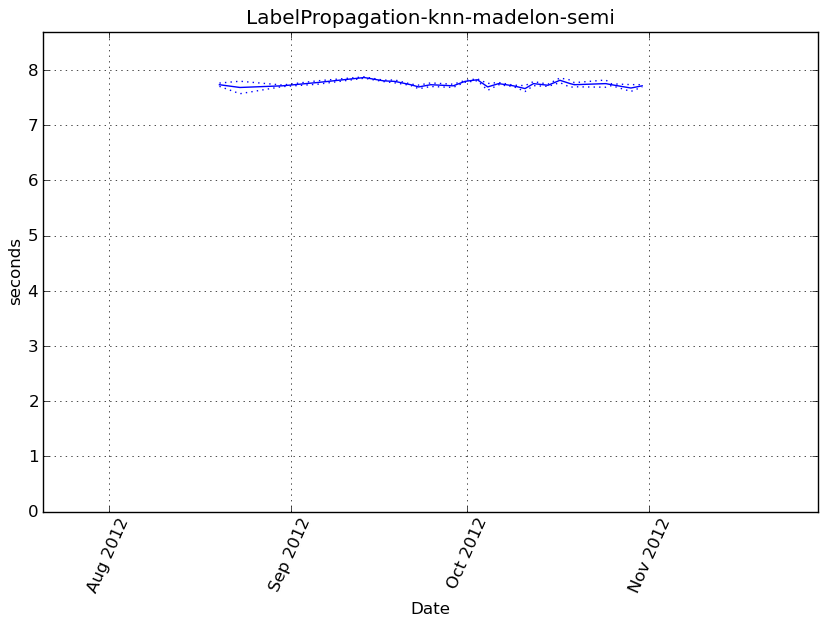 LabelPropagation-knn-madelon-semi
8
7
6
5
4
3
2
1
0
seconds
Aug 2012
Sep 2012
Oct 2012
Nov 2012
Date